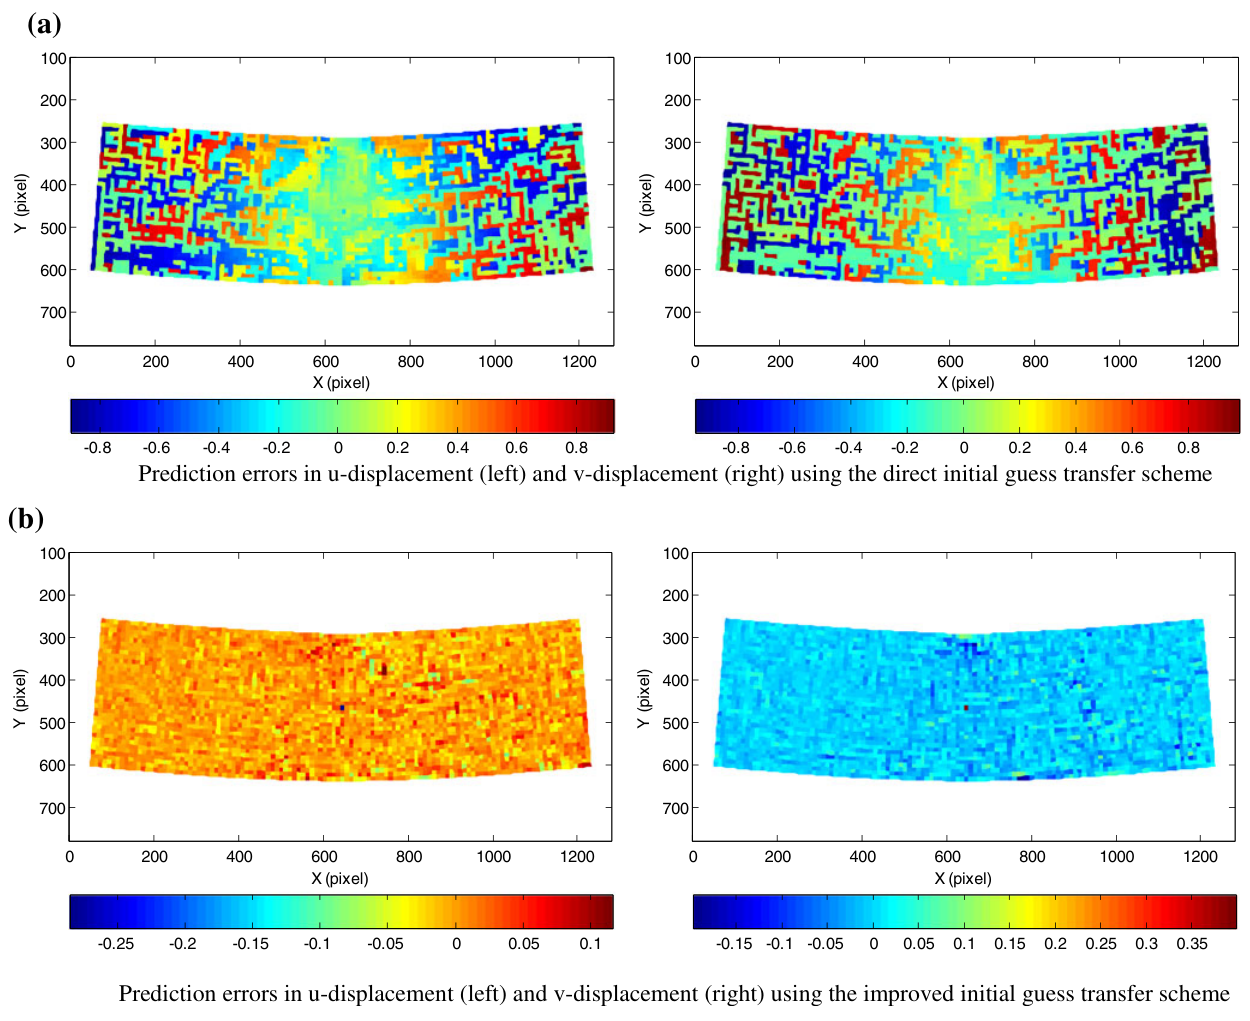 (a)
100
200
300
400
500
600
700
Y (pixel)
0 200 400 600 800 1000 1200
X (pixel)
-0.8 -0.6 -0.4 -0.2 0 0.2 0.4 0.6 0.8
100
200
300
400
500
600
700
Y (pixel)
0 200 400 600 800 1000 1200
X (pixel)
-0.8 -0.6 -0.4 -0.2 0 0.2 0.4 0.6 0.8
Prediction errors in u-displacement (left) and v-displacement (right) using the direct initial guess transfer scheme
(b)
100
200
300
400
500
600
700
Y (pixel)
0 200 400 600 800 1000 1200
X (pixel)
-0.25 -0.2 -0.15 -0.1 -0.05 0 0.05 0.1
100
200
300
400
500
600
700
Y (pixel)
0 200 400 600 800 1000 1200
X (pixel)
-0.15 -0.1 -0.05 0 0.05 0.1 0.15 0.2 0.25 0.3 0.35
Prediction errors in u-displacement (left) and v-displacement (right) using the improved initial guess transfer scheme